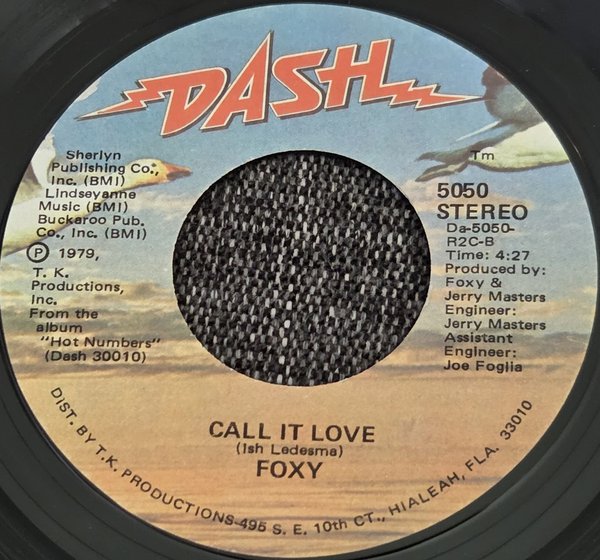 DASH
Tm
Sherlyn
Publishing Co.,
Inc. (BMI)
Lindseyanne
Music (BMI)
Buckaroo Pub.
Co., Inc. (BMI)
℗ 1979,
T. K.
Productions,
Inc.
From the
album
"Hot Numbers"
(Dash 30010)
5050
STEREO
Da-5050-
R2C-B
Time: 4:27
Produced by:
Foxy &
Jerry Masters
Engineer:
Jerry Masters
Assistant
Engineer:
Joe Foglia
CALL IT LOVE
(Ish Ledesma)
FOXY
DIST. BY T.K. PRODUCTIONS-495 S. E. 10th CT., HIALEAH, FLA. 33010